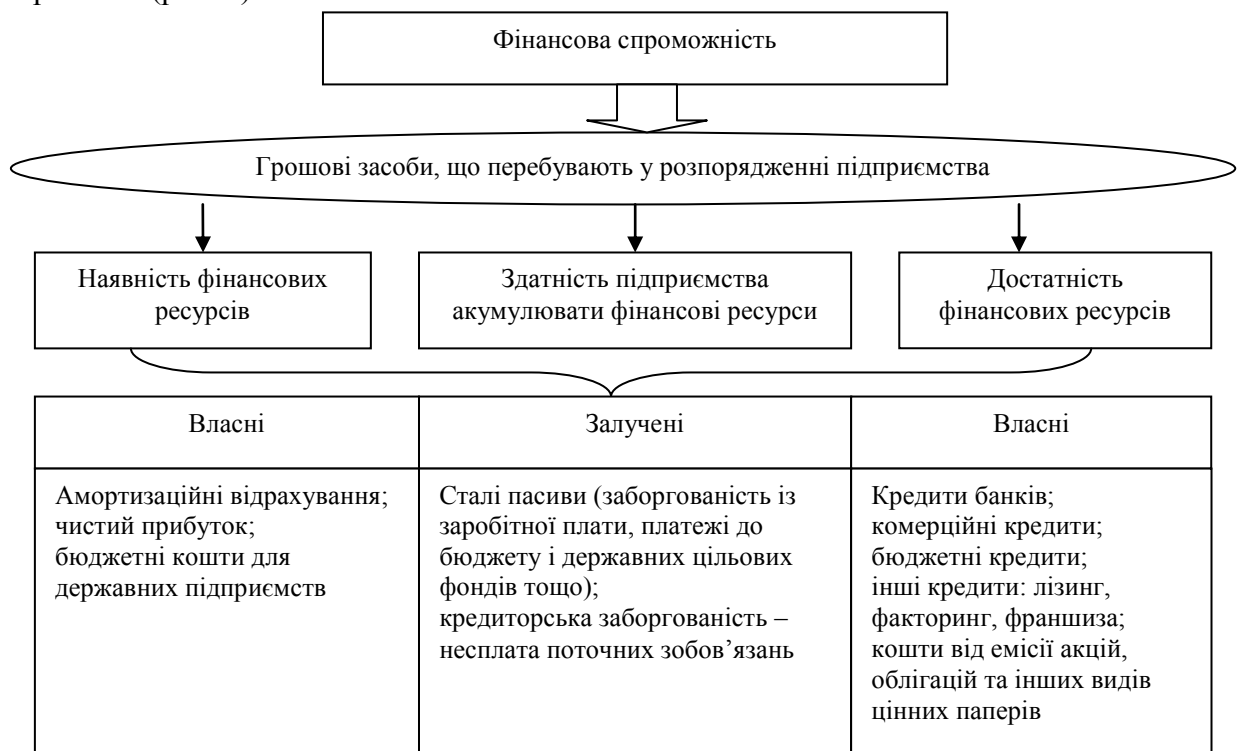 Фінансова спроможність
Грошові засоби, що перебувають у розпорядженні підприємства
Наявність фінансових
ресурсів
Здатність підприємства
акумулювати фінансові ресурси
Достатність
фінансових ресурсів
Власні
Залучені
Власні
Амортизаційні відрахування;
чистий прибуток;
бюджетні кошти для
державних підприємств
Сталі пасиви (заборгованість із
заробітної плати, платежі до
бюджету і державних цільових
фондів тощо);
кредиторська заборгованість –
несплата поточних зобов’язань
Кредити банків;
комерційні кредити;
бюджетні кредити;
інші кредити: лізинг,
факторинг, франшиза;
кошти від емісії акцій,
облігацій та інших видів
цінних паперів